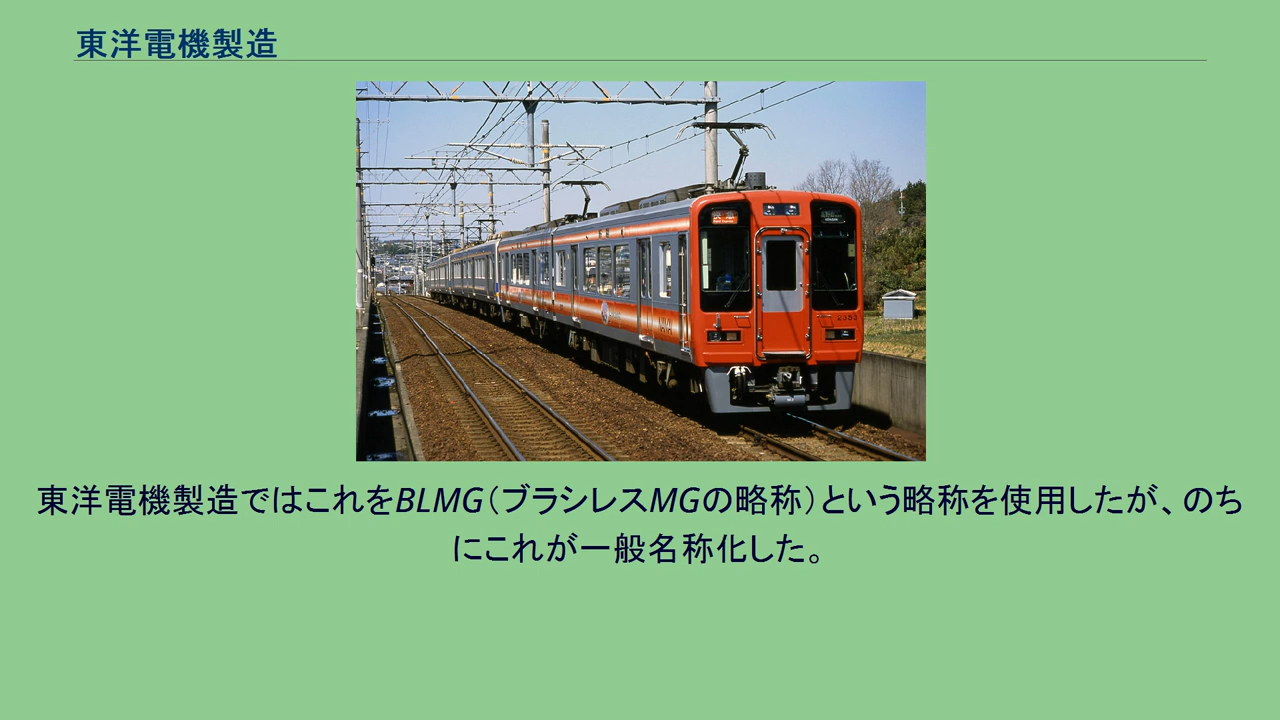 東洋電機製造
東洋電機製造ではこれをBLMG（ブラシレスMGの略称）という略称を使用したが、のち
にこれが一般名称化した。